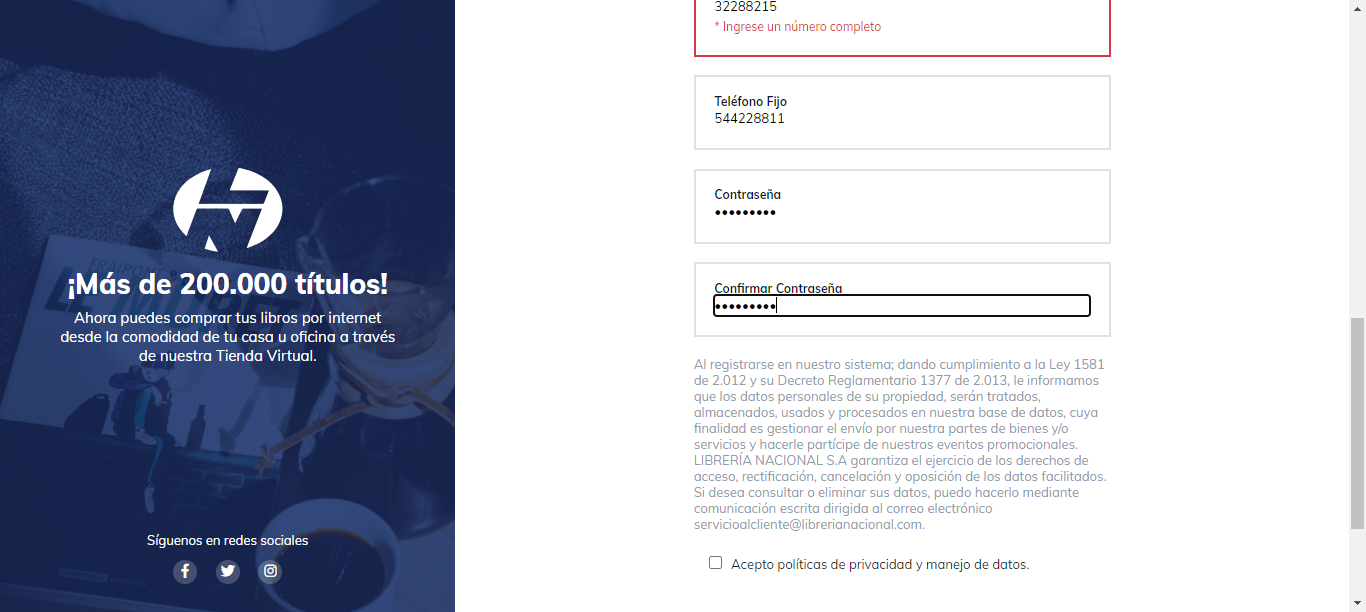 ¡Más de 200.000 títulos!
Ahora puedes comprar tus libros por internet
desde la comodidad de tu casa u oficina a través
de nuestra Tienda Virtual.
Síguenos en redes sociales
32288215
* Ingrese un número completo
Teléfono Fijo
544228811
Contraseña
•••••••••
Confirmar Contraseña
•••••••••
Al registrarse en nuestro sistema; dando cumplimiento a la Ley 1581
de 2.012 y su Decreto Reglamentario 1377 de 2.013, le informamos
que los datos personales de su propiedad, serán tratados,
almacenados, usados y procesados en nuestra base de datos, cuya
finalidad es gestionar el envío por nuestra partes de bienes y/o
servicios y hacerle partícipe de nuestros eventos promocionales.
LIBRERÍA NACIONAL S.A garantiza el ejercicio de los derechos de
acceso, rectificación, cancelación y oposición de los datos facilitados.
Si desea consultar o eliminar sus datos, puedo hacerlo mediante
comunicación escrita dirigida al correo electrónico
servicioalcliente@librerianacional.com.
Acepto políticas de privacidad y manejo de datos.